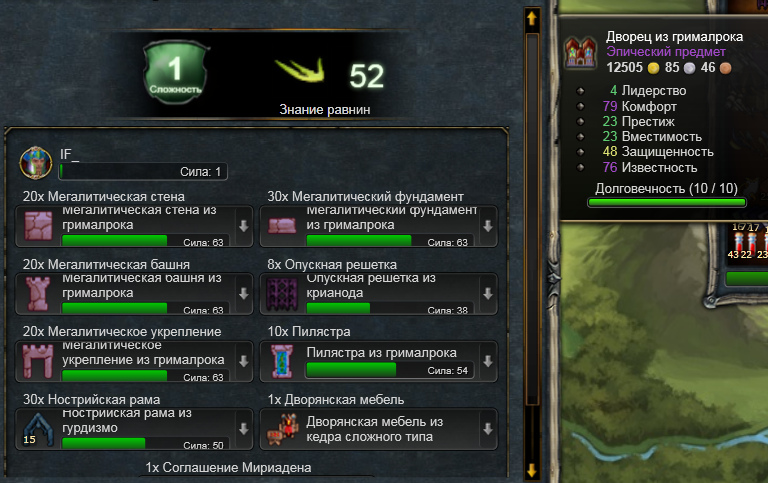 1
Сложность
52
Знание равнин
IF_
Сила: 1
20x Мегалитическая стена
Мегалитическая стена из
грималрока
Сила: 63
30x Мегалитический фундамент
Мегалитический фундамент
из грималрока
Сила: 63
20x Мегалитическая башня
Мегалитическая башня из
грималрока
Сила: 63
8x Опускная решетка
Опускная решетка из
крианода
Сила: 38
20x Мегалитическое укрепление
Мегалитическое
укрепление из грималрока
Сила: 63
10x Пилястра
Пилястра из грималрока
Сила: 54
30x Нострийская рама
Нострийская рама из
гурдизмо
15
Сила: 50
1x Дворянская мебель
Дворянская мебель из
кедра сложного типа
1x Соглашение Мириадена
Дворец из грималрока
Эпический предмет
12505 85 46
4 Лидерство
79 Комфорт
23 Престиж
23 Вместимость
48 Защищенность
76 Известность
Долговечность (10 / 10)
43 22